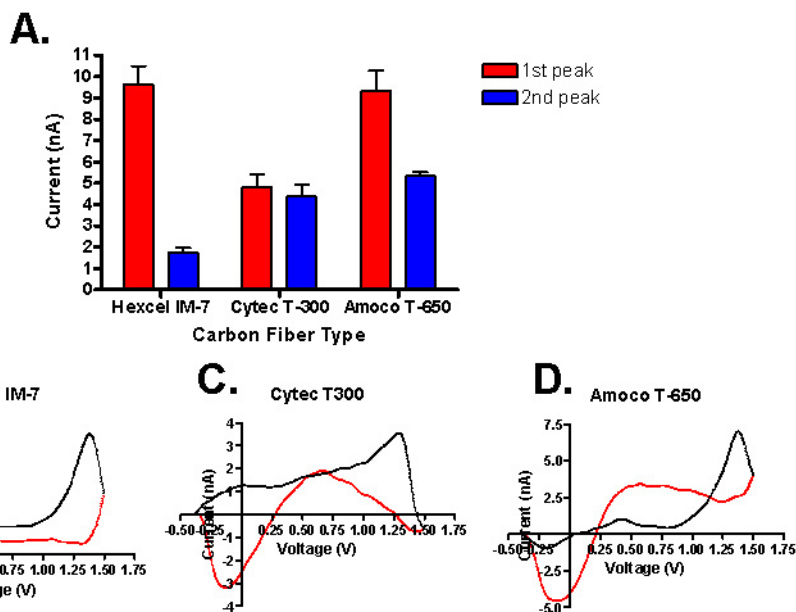 A.
11
10
9
8
7
6
5
4
3
2
1
0
Current (nA)
Hexcel IM-7 Cytec T-300 Amoco T-650
Carbon Fiber Type
1st peak
2nd peak
IM-7
0.75 1.00 1.25 1.50 1.75
ge (V)
C.
Cytec T300
4
3
2
1
-1
-2
-3
-4
Current (nA)
-0.50 -0.25 0.25 0.50 0.75 1.00 1.25 1.50 1.75
Voltage (V)
D.
Amoco T-650
7.5
5.0
2.5
-2.5
-5.0
Current (nA)
-0.50 -0.25 0.25 0.50 0.75 1.00 1.25 1.50 1.75
Voltage (V)